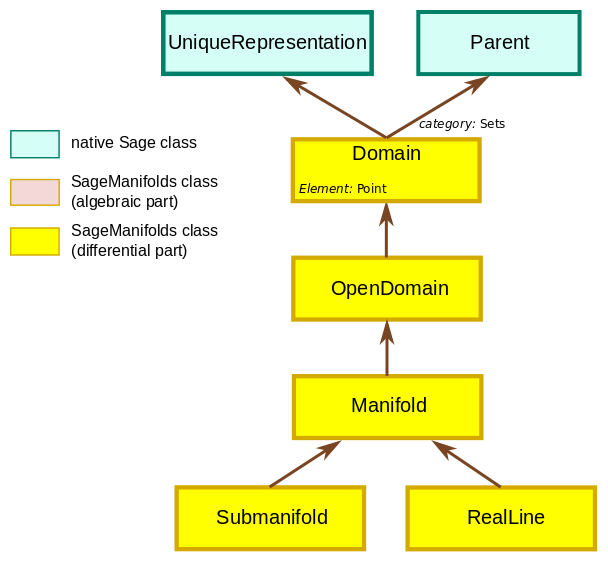 UniqueRepresentation
Parent
category: Sets
native Sage class
Domain
Element: Point
SageManifolds class
(algebraic part)
SageManifolds class
(differential part)
OpenDomain
Manifold
Submanifold
RealLine